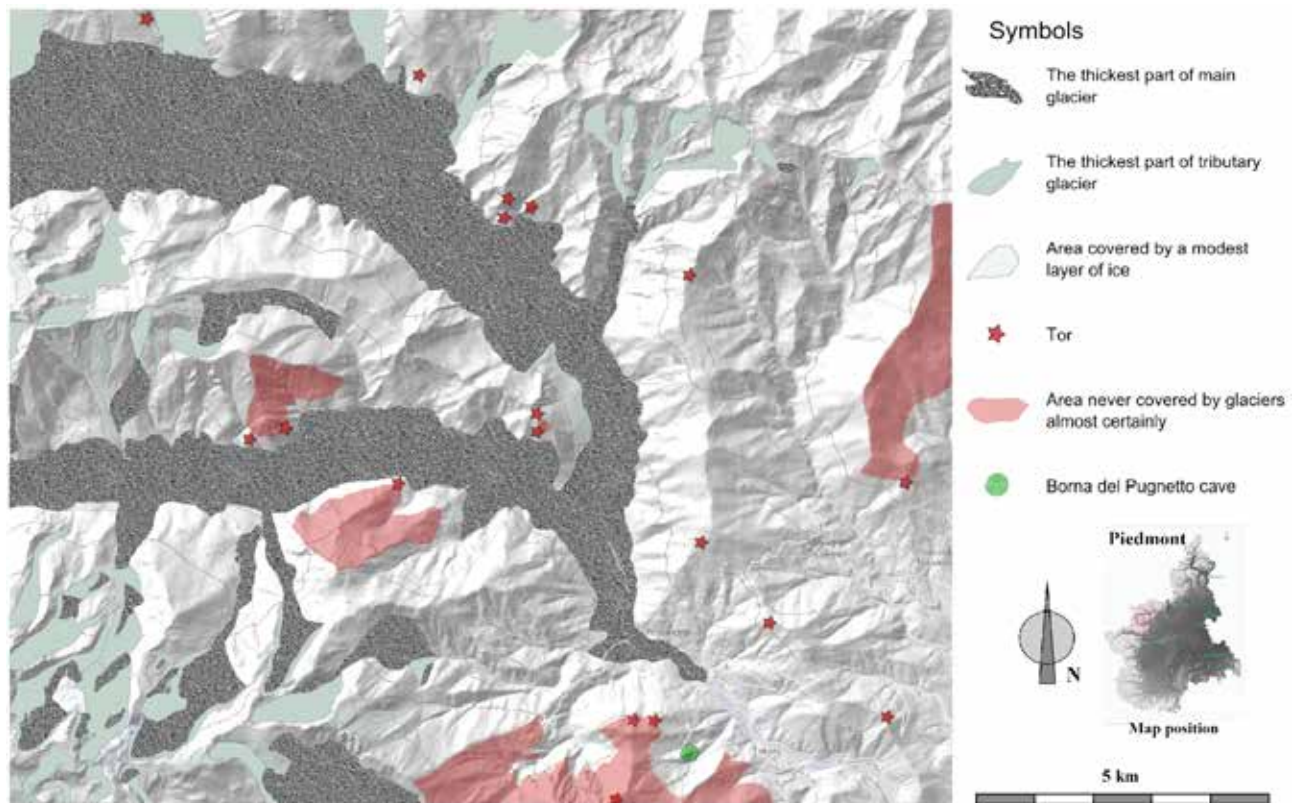 Symbols
The thickest part of main
glacier
The thickest part of tributary
glacier
Area covered by a modest
layer of ice
Tor
Area never covered by glaciers
almost certainly
Borna del Pugnetto cave
Piedmont
N
Map position
5 km